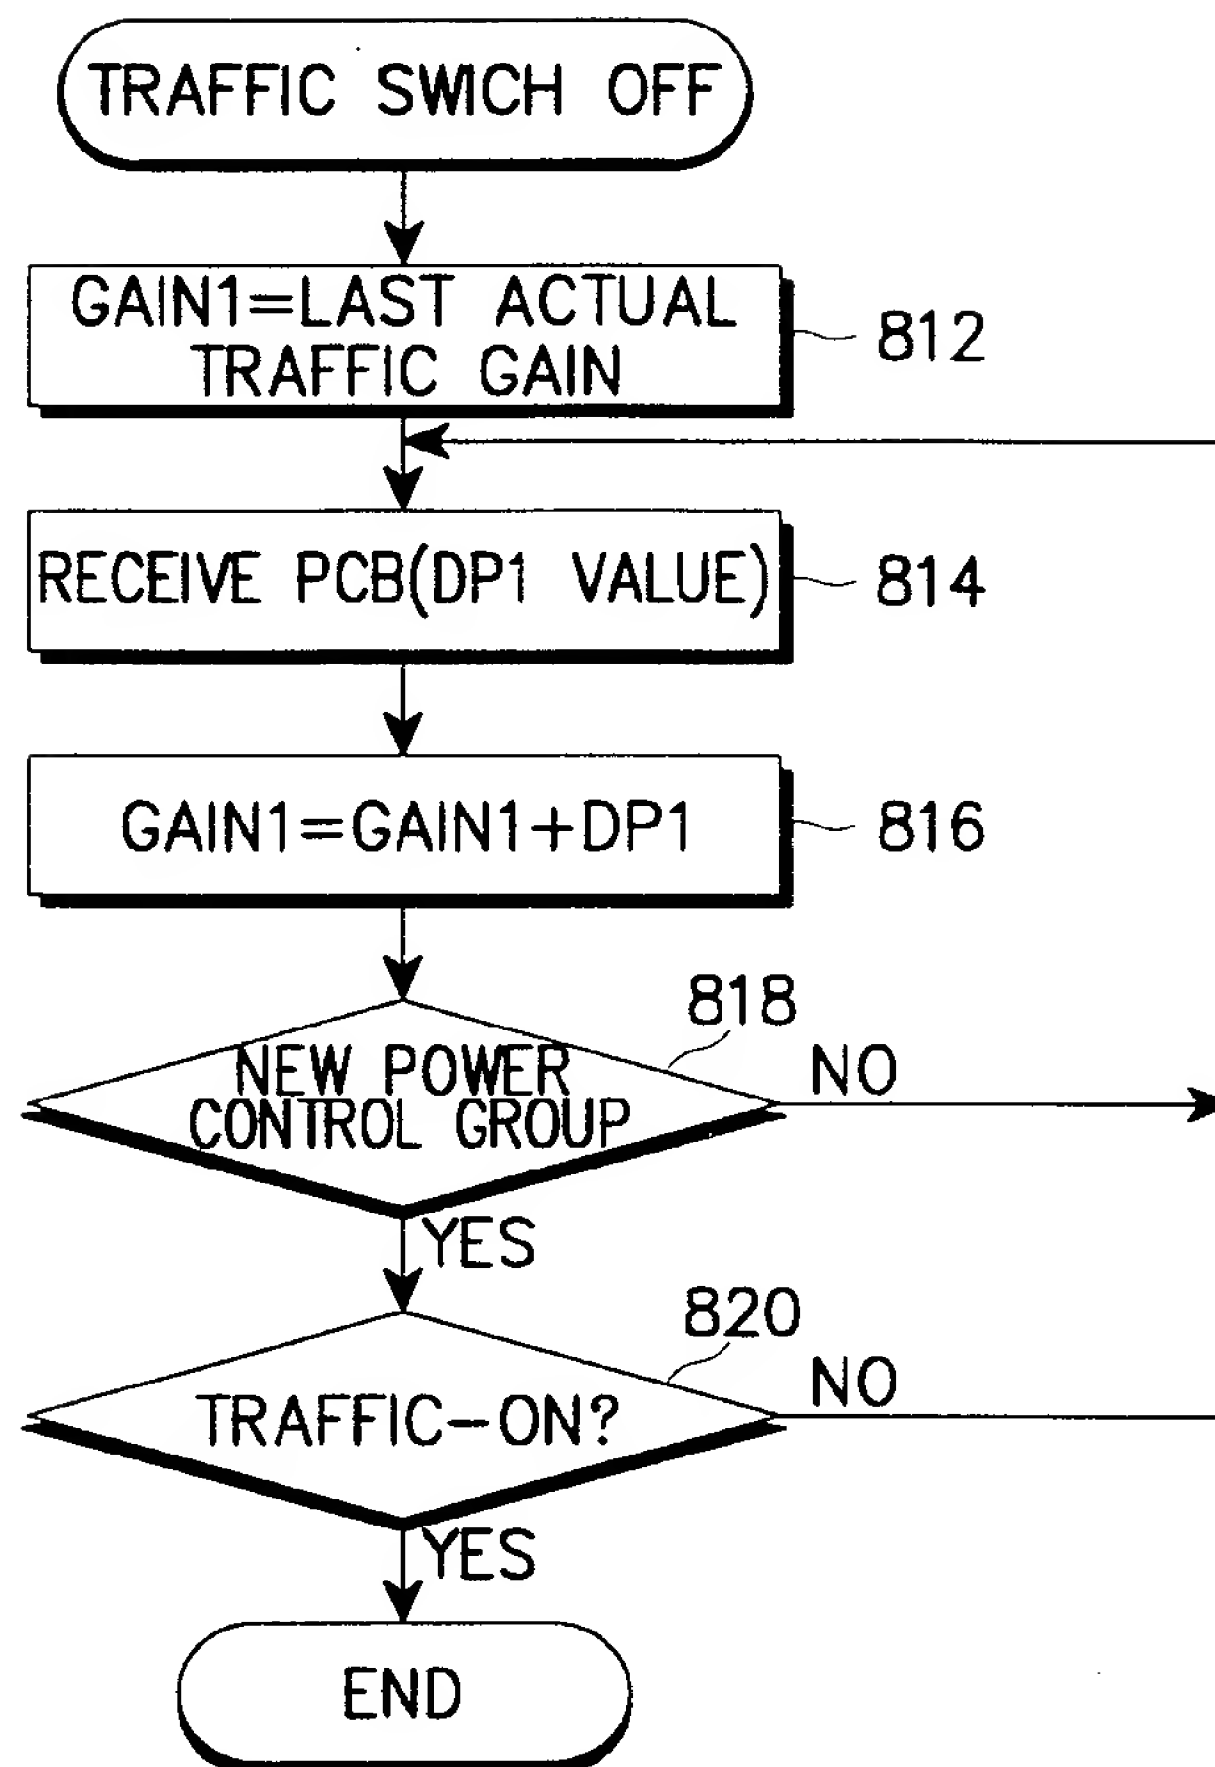 TRAFFIC SWICH OFF
GAIN1=LAST ACTUAL
TRAFFIC GAIN
812
RECEIVE PCB(DP1 VALUE)
814
GAIN1=GAIN1+DP1
816
818
NEW POWER
CONTROL GROUP
NO
YES
820
TRAFFIC-ON?
NO
YES
END